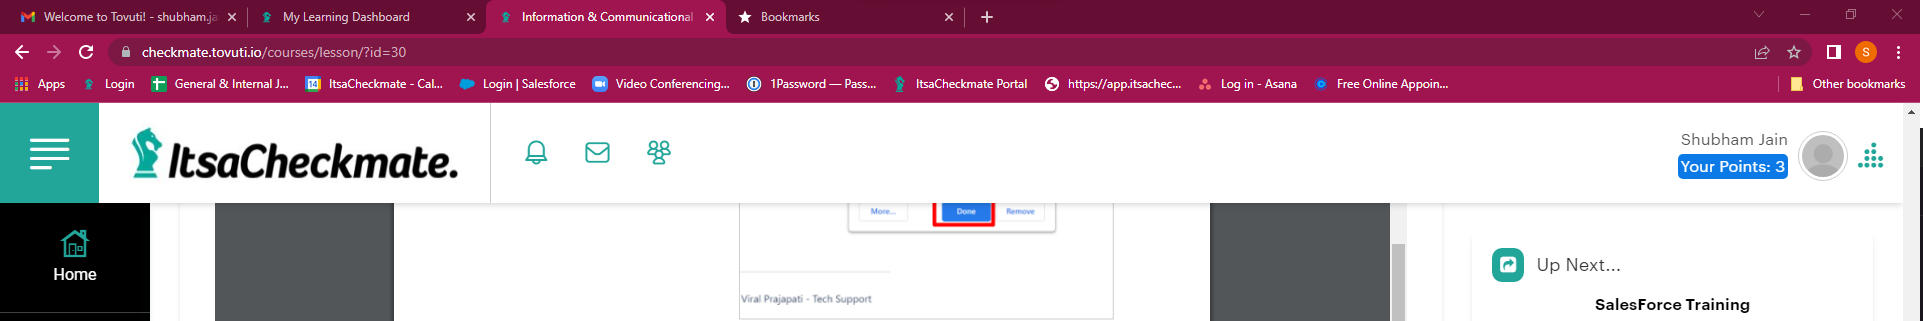 Welcome to Tovuti! - shubham.ja
My Learning Dashboard
Information & Communicational
Bookmarks
checkmate.tovuti.io/courses/lesson/?id=30
S
Apps
Login
General & Internal J...
14
ItsaCheckmate - Cal...
Login | Salesforce
Video Conferencing...
1Password — Pass...
ItsaCheckmate Portal
https://app.itsachec...
Log in - Asana
Free Online Appoin...
Other bookmarks
ItsaCheckmate.
Shubham Jain
Your Points: 3
More...
Done
Remove
Home
Up Next...
Viral Prajapati - Tech Support
SalesForce Training